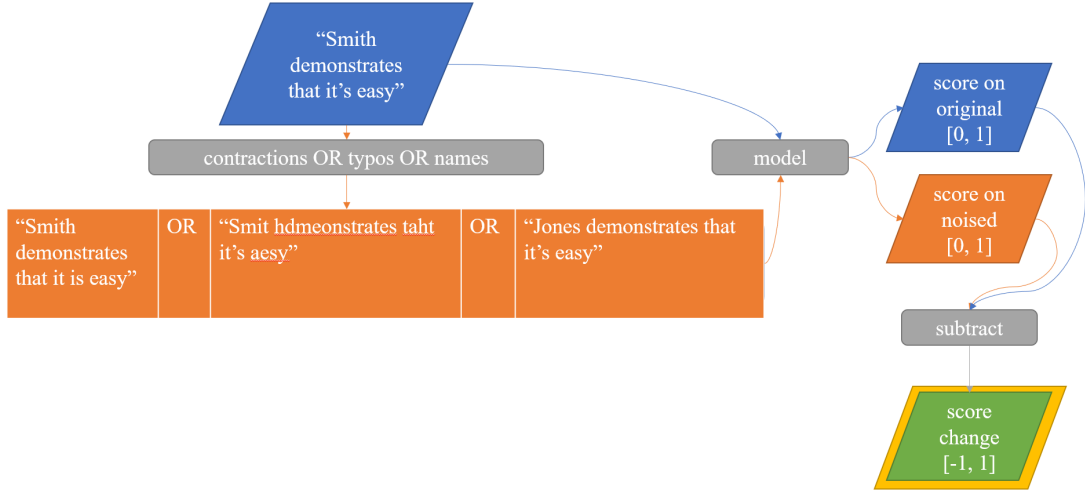 “Smith
demonstrates
that it’s easy”
contractions OR typos OR names
“Smith
demonstrates
that it is easy”
OR
“Smit hdmeonstrates taht
it’s aesy”
OR
“Jones demonstrates that
it’s easy”
model
score on
original
[0, 1]
score on
noised
[0, 1]
subtract
score
change
[-1, 1]